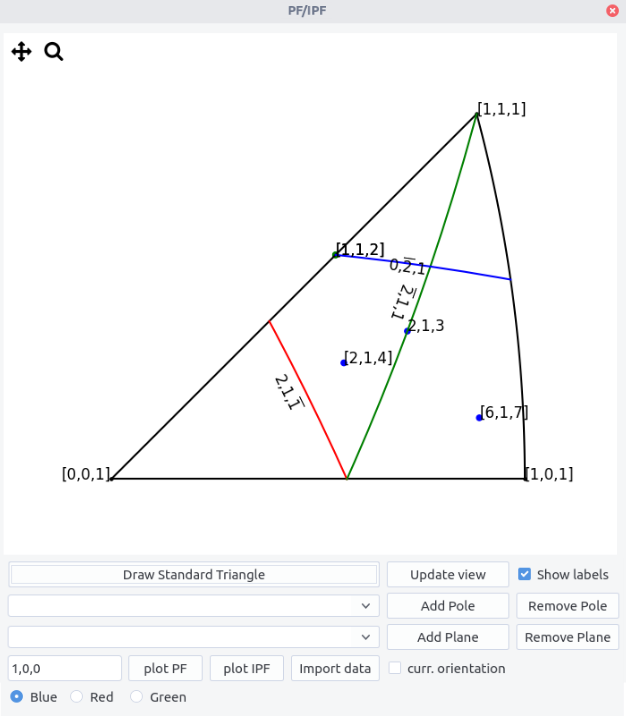 PF/IPF
[1,1,1]
[1,1,2]
0,2̅,1
2̅,1,1
2,1,3
[2,1,4]
2,1,1̅
[6,1,7]
[0,0,1]
[1,0,1]
Draw Standard Triangle
Update view
Show labels
Add Pole
Remove Pole
Add Plane
Remove Plane
1,0,0
plot PF
plot IPF
Import data
curr. orientation
Blue
Red
Green